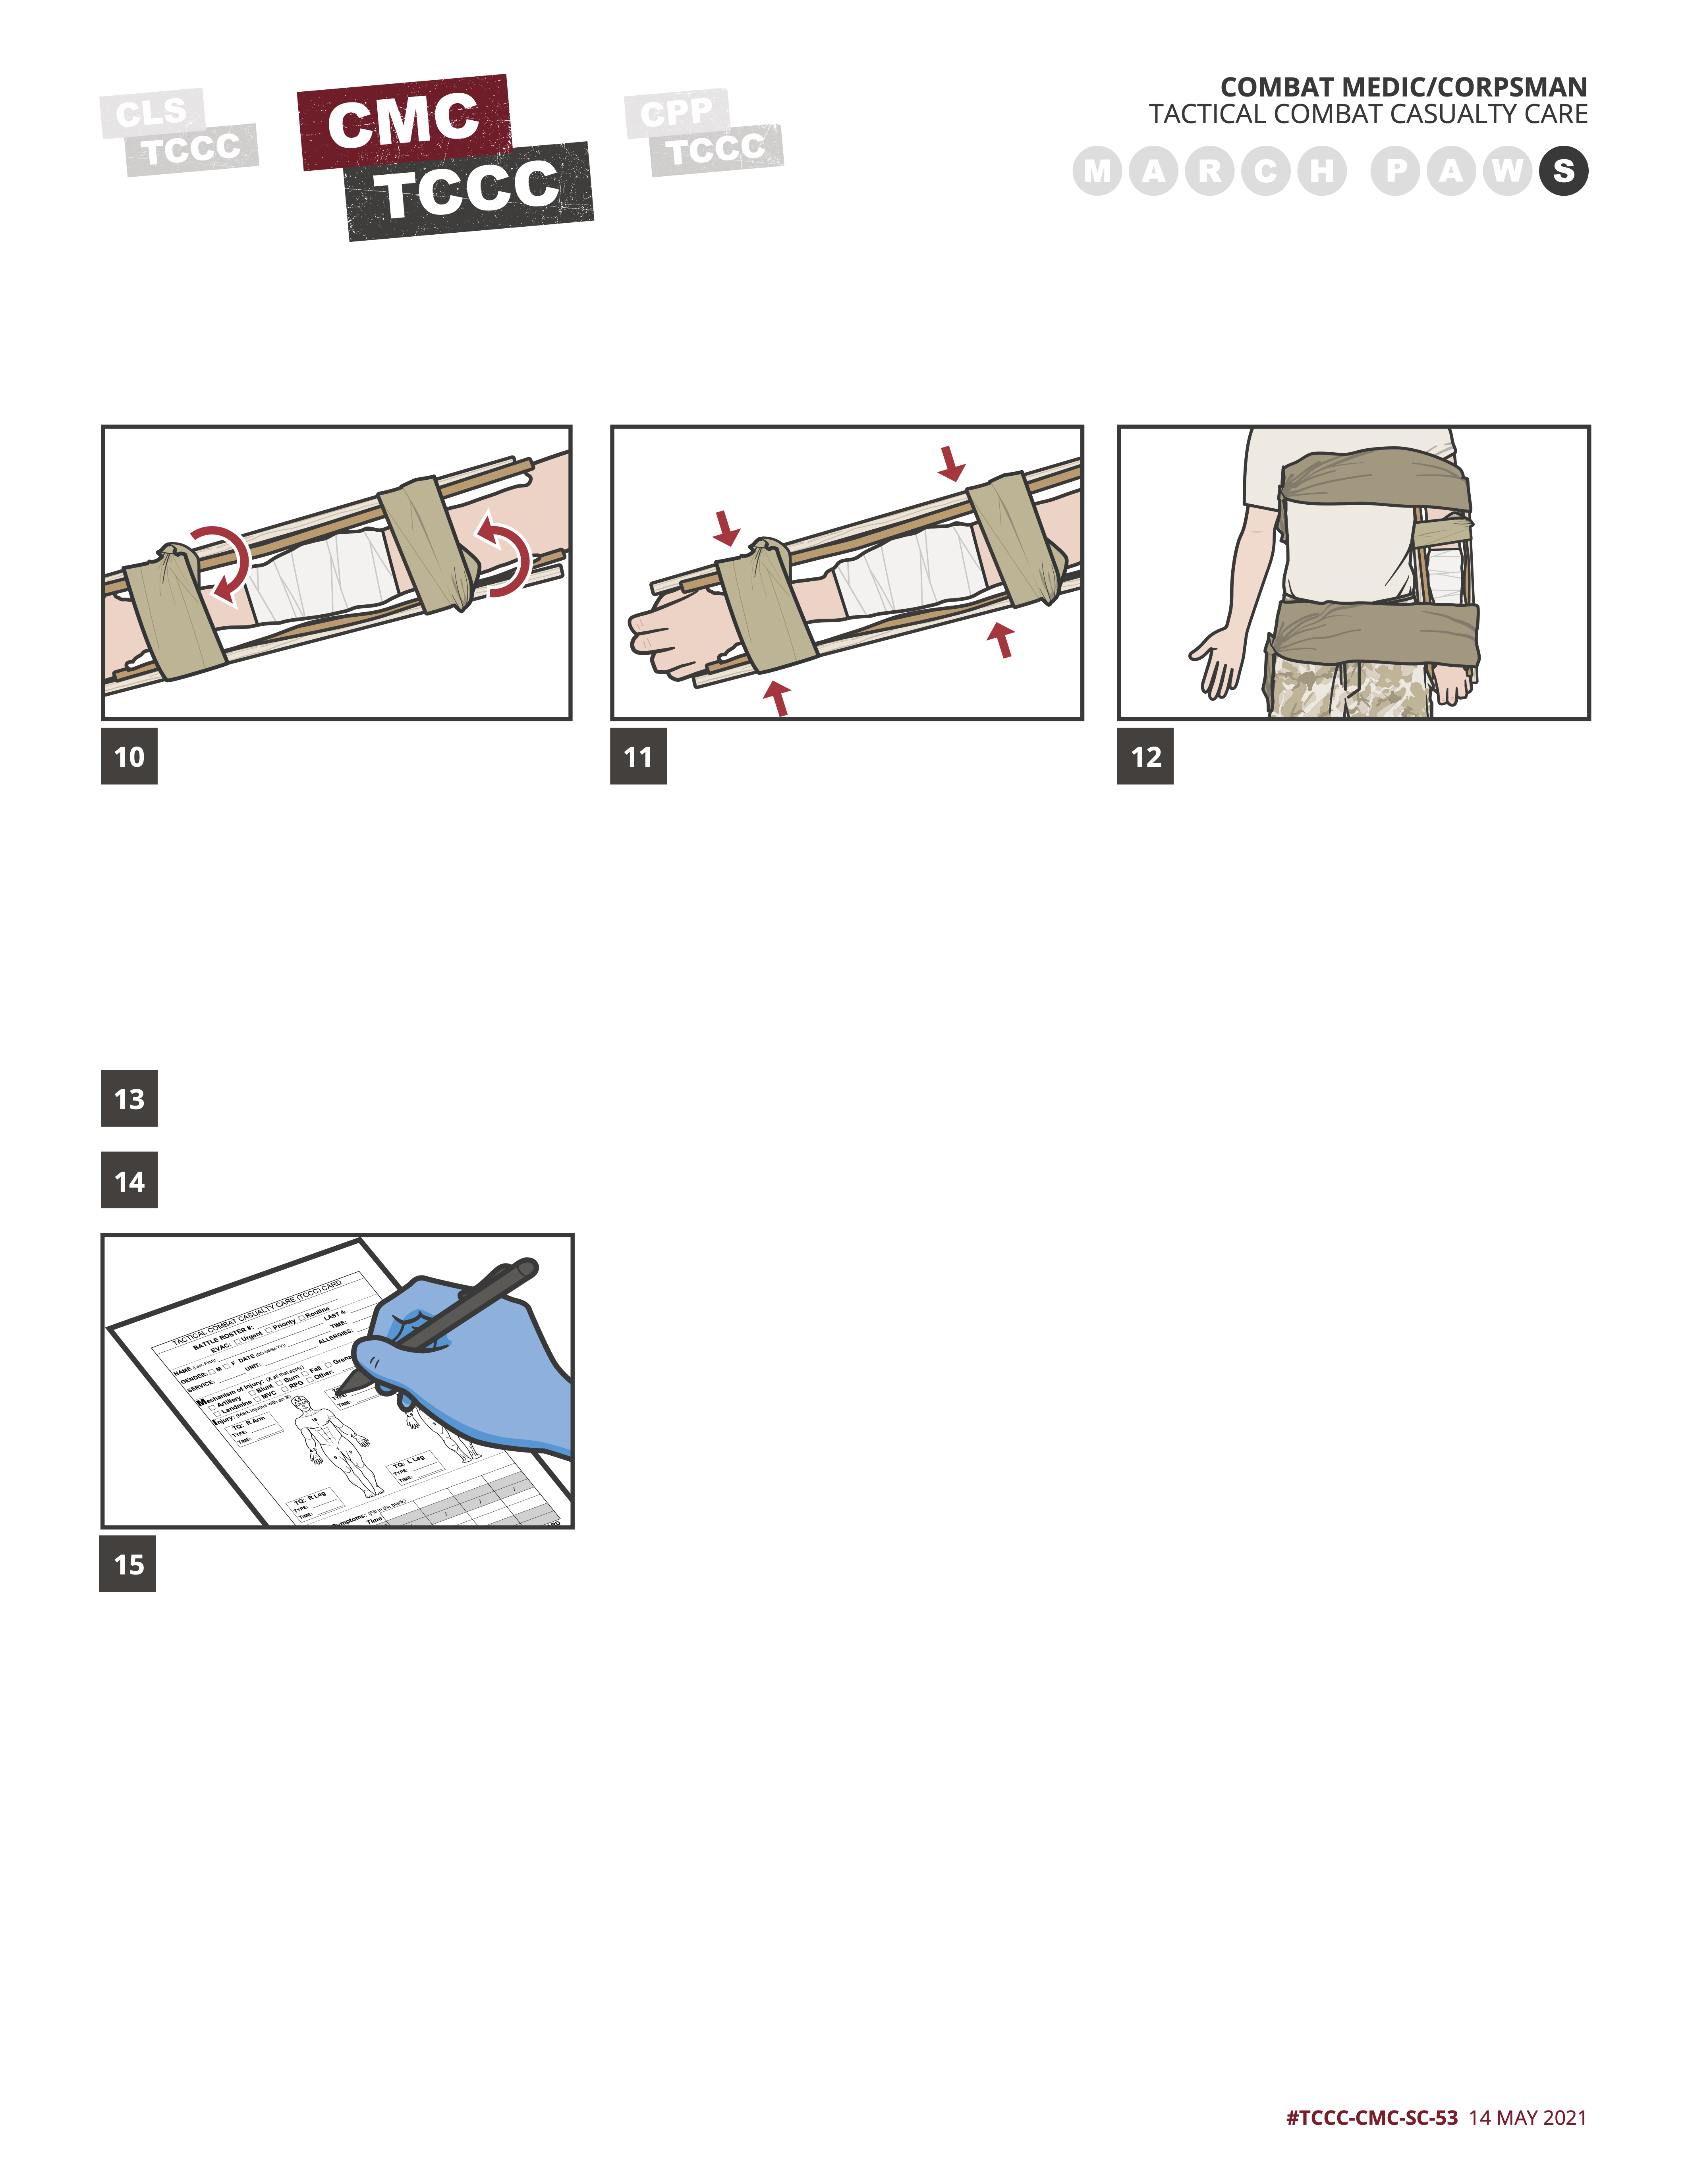 CLS
TCCC
CMC
TCCC
CPP
TCCC
COMBAT MEDIC/CORPSMAN
TACTICAL COMBAT CASUALTY CARE
M A R C H P A W S
10
11
12
13
14
TACTICAL COMBAT CASUALTY CARE (TCCC) CARD
BATTLE ROSTER #:
EVAC: Urgent Priority Routine
NAME (Last, First): LAST 4:
GENDER: M F DATE (DD-MMM-YY): TIME:
SERVICE: UNIT: ALLERGIES:
Mechanism of Injury: (X all that apply)
Artillery Blunt Burn Fall Grena
Landmine MVC RPG Other:
Injury: (Mark injuries with an X)
TQ: R Arm
TYPE:
TIME:
TYPE:
TIME:
TQ: R Leg
TYPE:
TIME:
TQ: L Leg
TYPE:
TIME:
Symptoms: (Fill in the blank)
Time
15
#TCCC-CMC-SC-53 14 MAY 2021